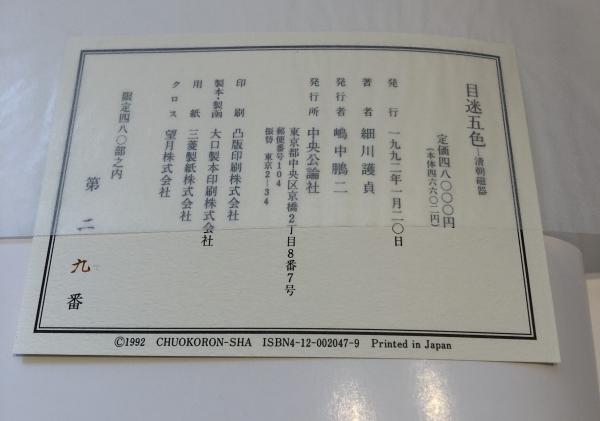 目迷五色―清朝磁器
定価四八〇〇〇円
(本体四六六〇二円)
発行 一九九二年一月二〇日
著者 細川護貞
発行者 嶋中鵬二
発行所 中央公論社
東京都中央区京橋2丁目8番7号
郵便番号104
振替 東京2―34
印刷 凸版印刷株式会社
製本・製函 大口製本印刷株式会社
用紙 三菱製紙株式会社
クロス 望月株式会社
限定四八〇部之内
第二九番
©1992 CHUOKORON-SHA ISBN4-12-002047-9 Printed in Japan